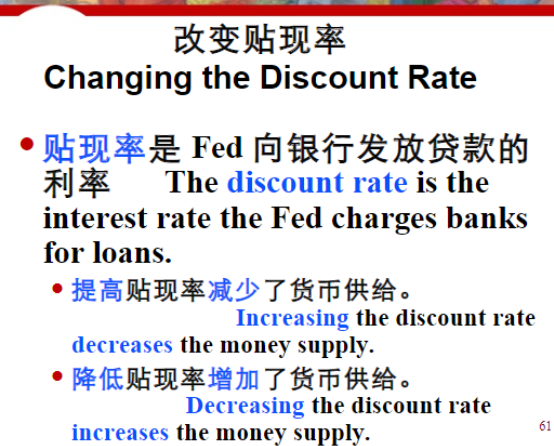 改变贴现率
Changing the Discount Rate
贴现率是 Fed 向银行发放贷款的
利率 The discount rate is the
interest rate the Fed charges banks
for loans.
提高贴现率减少了货币供给。
Increasing the discount rate
decreases the money supply.
降低贴现率增加了货币供给。
Decreasing the discount rate
increases the money supply.
61